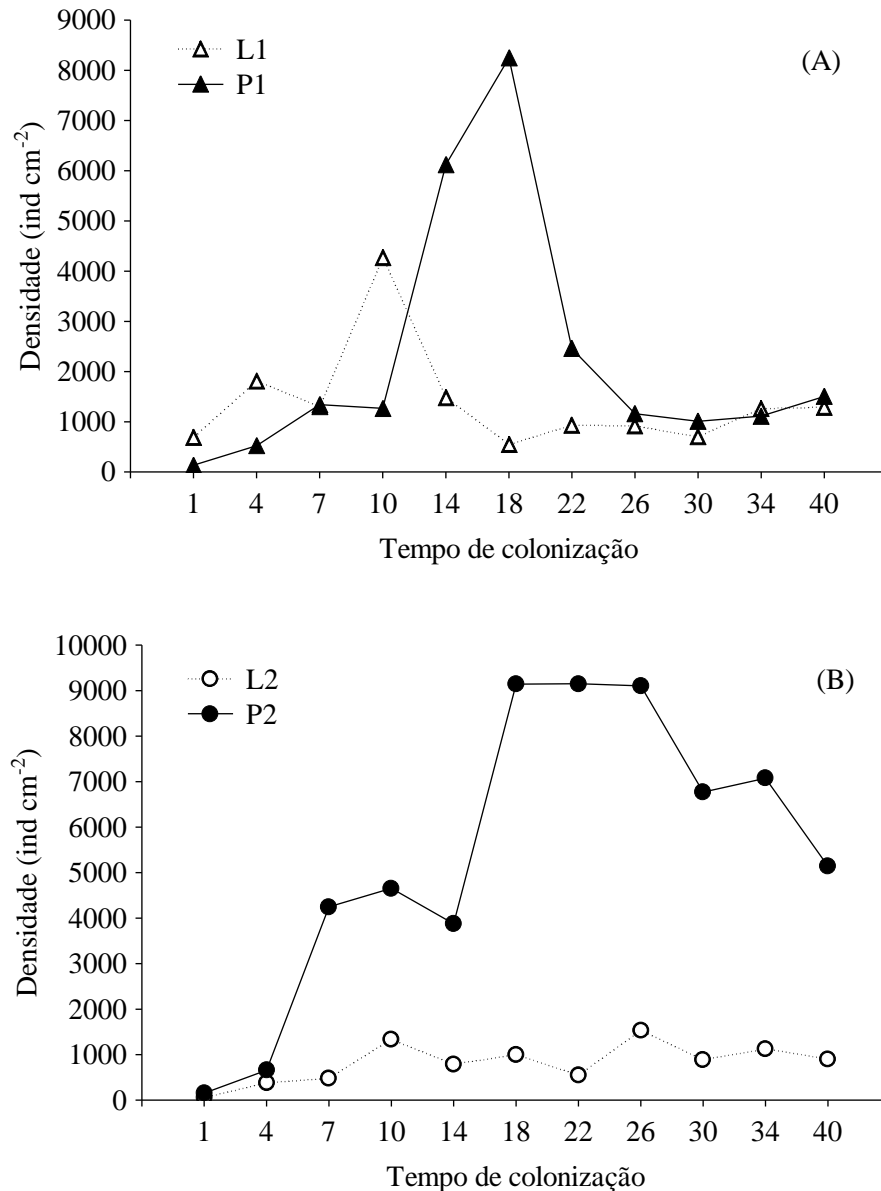 9000
L1
(A)
P1
8000
7000
6000
5000
4000
3000
2000
1000
0
Densidade (ind cm-2)
1 4 7 10 14 18 22 26 30 34 40
Tempo de colonização
10000
L2
(B)
9000
P2
8000
7000
6000
5000
4000
3000
2000
1000
0
Densidade (ind cm-2)
1 4 7 10 14 18 22 26 30 34 40
Tempo de colonização